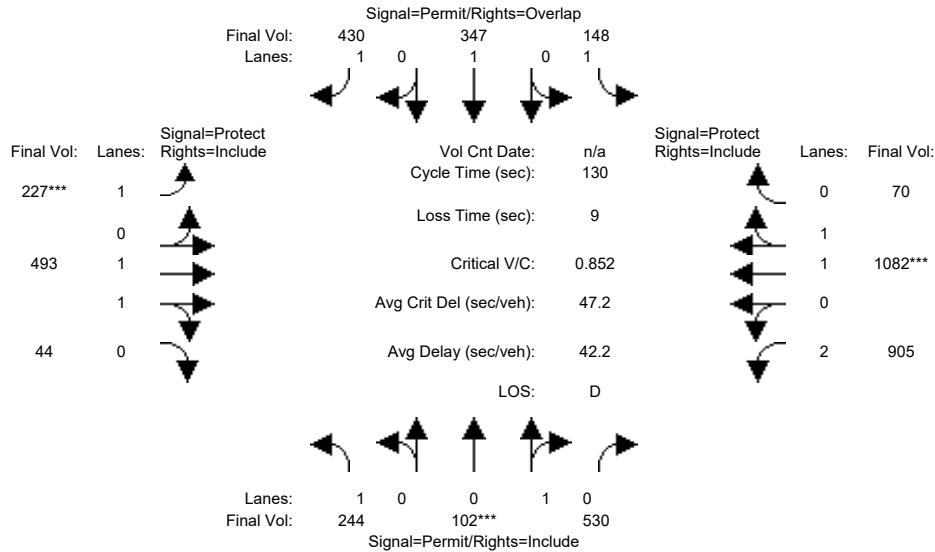 Signal=Permit/Rights=Overlap
Final Vol: 430 347 148
Lanes: 1 0 1 0 1
Signal=Protect
Final Vol: Lanes: Rights=Include
Vol Cnt Date: n/a
Signal=Protect
Rights=Include Lanes: Final Vol:
Cycle Time (sec): 130
227*** 1
0 70
Loss Time (sec): 9
0
1
493 1
Critical V/C: 0.852
1 1082***
1
Avg Crit Del (sec/veh): 47.2
0
44 0
Avg Delay (sec/veh): 42.2
2 905
LOS: D
Lanes: 1 0 0 1 0
Final Vol: 244 102*** 530
Signal=Permit/Rights=Include